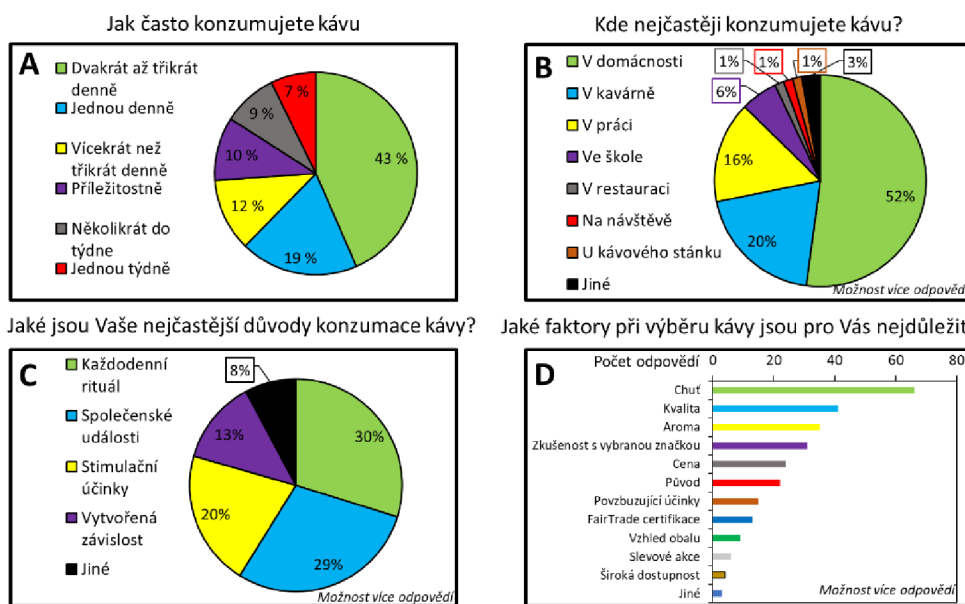 Jak často konzumujete kávu
A
Dvakrát až třikrát
denně
Jednou denně
Vícekrát než
třikrát denně
Příležitostně
Několikrát do
týdne
Jednou týdně
43 %
19 %
12 %
10 %
9 %
7 %
Kde nejčastěji konzumujete kávu?
B
V domácnosti
V kavárně
V práci
Ve škole
V restauraci
Na návštěvě
U kávového stánku
Jiné
52%
20%
16%
6%
1%
1%
1%
3%
Možnost více odpovědí
Jaké jsou Vaše nejčastější důvody konzumace kávy?
C
Každodenní
rituál
Společenské
události
Stimulační
účinky
Vytvořená
závislost
Jiné
30%
29%
20%
13%
8%
Možnost více odpovědí
Jaké faktory při výběru kávy jsou pro Vás nejdůležit
D
Počet odpovědí
0 20 40 60 80
Chuť
Kvalita
Aroma
Zkušenost s vybranou značkou
Cena
Původ
Povzbuzující účinky
FairTrade certifikace
Vzhled obalu
Slevové akce
Široká dostupnost
Jiné
Možnost více odpovědí